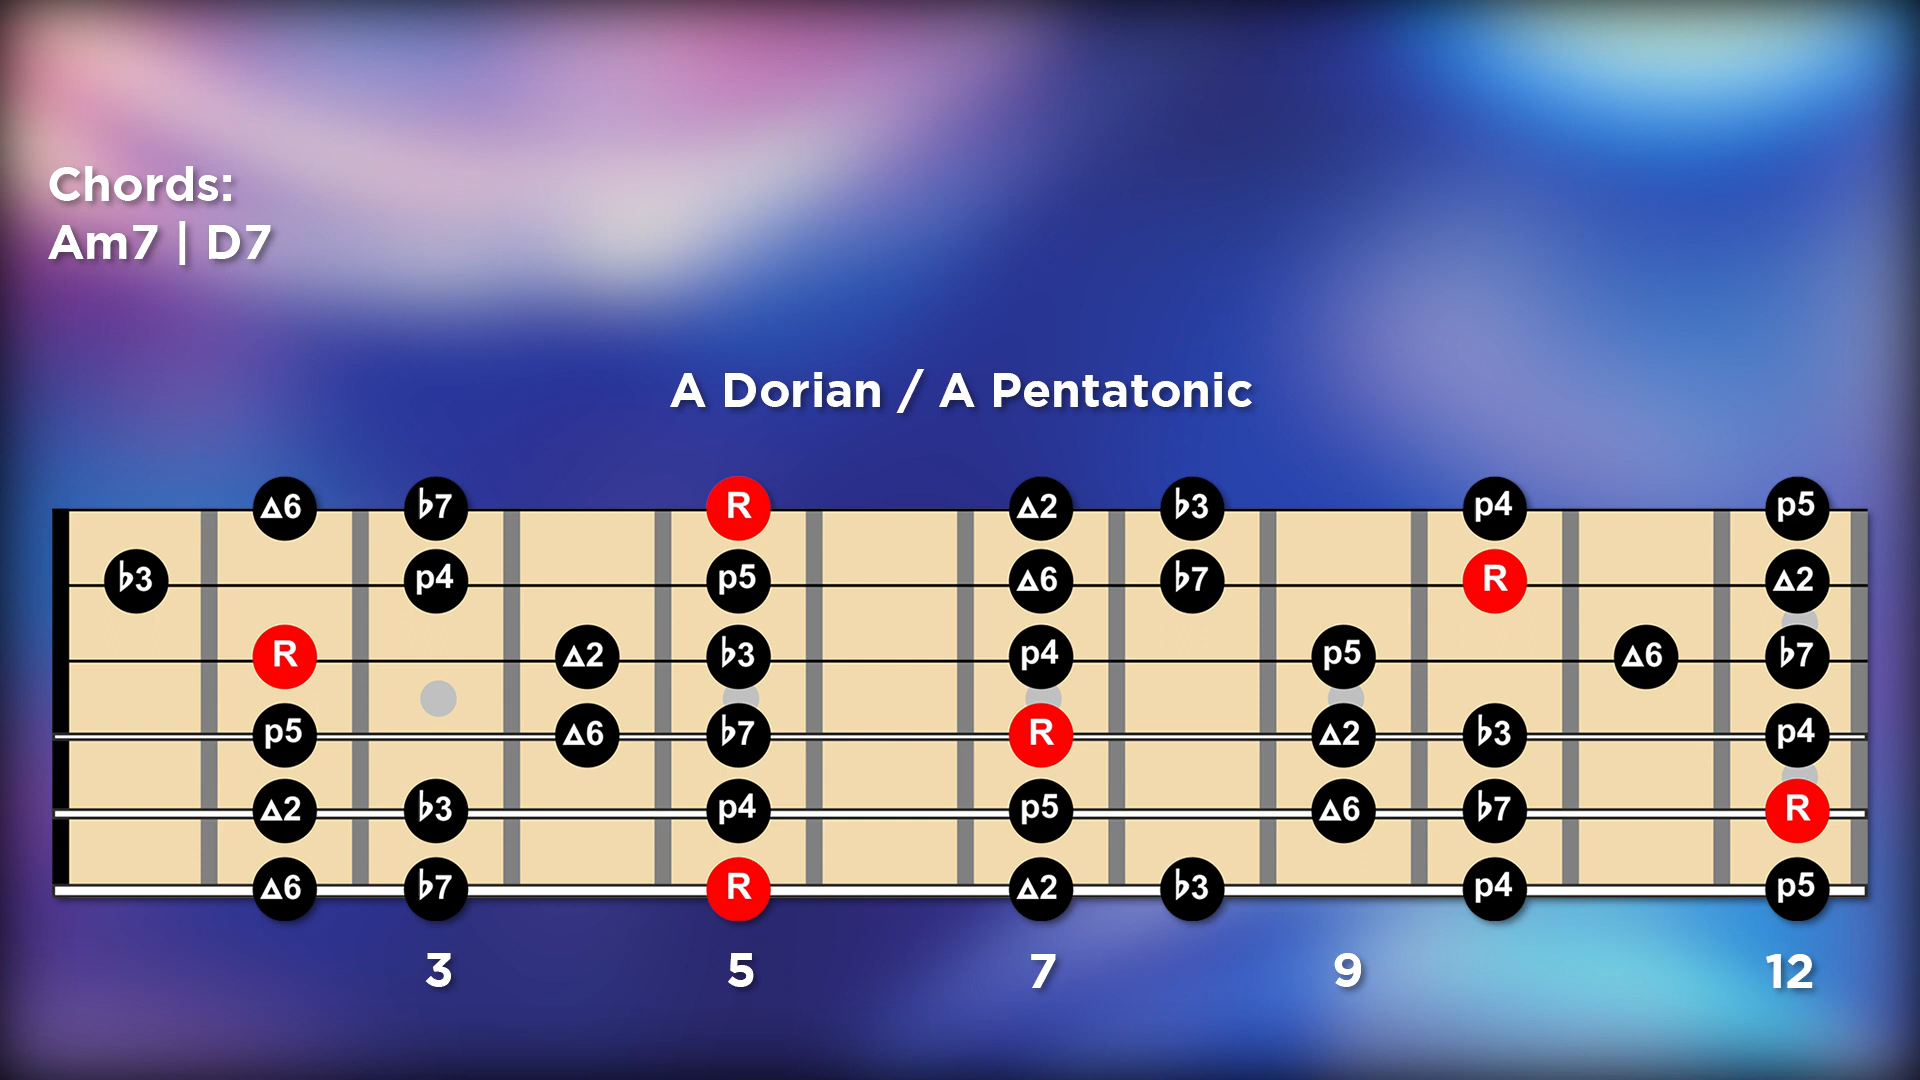 Chords:
Am7 | D7
A Dorian / A Pentatonic
Δ6 ♭7 R Δ2 ♭3 p4 p5
♭3 p4 p5 Δ6 ♭7 R Δ2
R Δ2 ♭3 p4 p5 Δ6 ♭7
p5 Δ6 ♭7 R Δ2 ♭3 p4
Δ2 ♭3 p4 p5 Δ6 ♭7 R
Δ6 ♭7 R Δ2 ♭3 p4 p5
3 5 7 9 12